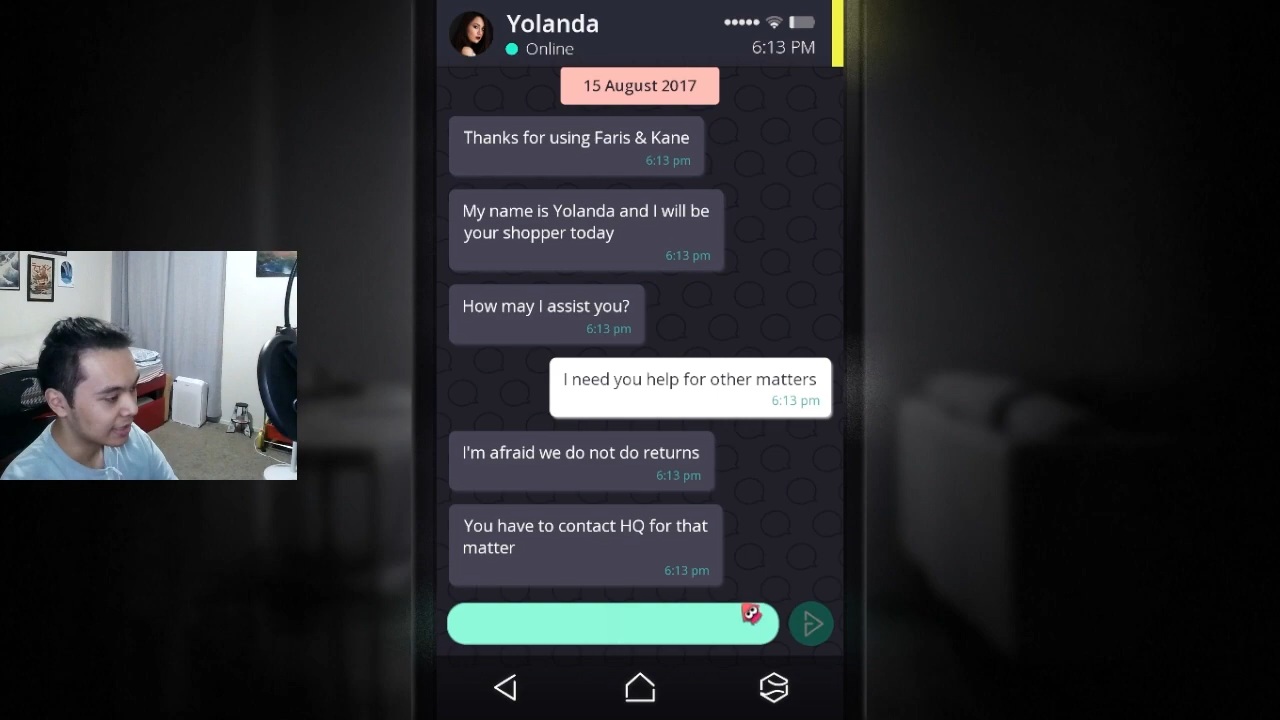 Yolanda
Online
6:13 PM
15 August 2017
Thanks for using Faris & Kane
6:13 pm
My name is Yolanda and I will be
your shopper today
6:13 pm
How may I assist you?
6:13 pm
I need you help for other matters
6:13 pm
I'm afraid we do not do returns
6:13 pm
You have to contact HQ for that
matter
6:13 pm